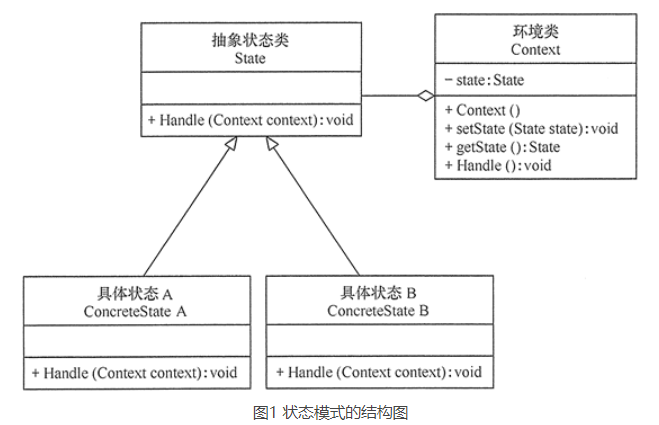 抽象状态类
State
+ Handle (Context context): void
环境类
Context
− state: State
+ Context ()
+ setState (State state): void
+ getState (): State
+ Handle (): void
具体状态 A
ConcreteState A
+ Handle (Context context): void
具体状态 B
ConcreteState B
+ Handle (Context context): void
图1 状态模式的结构图